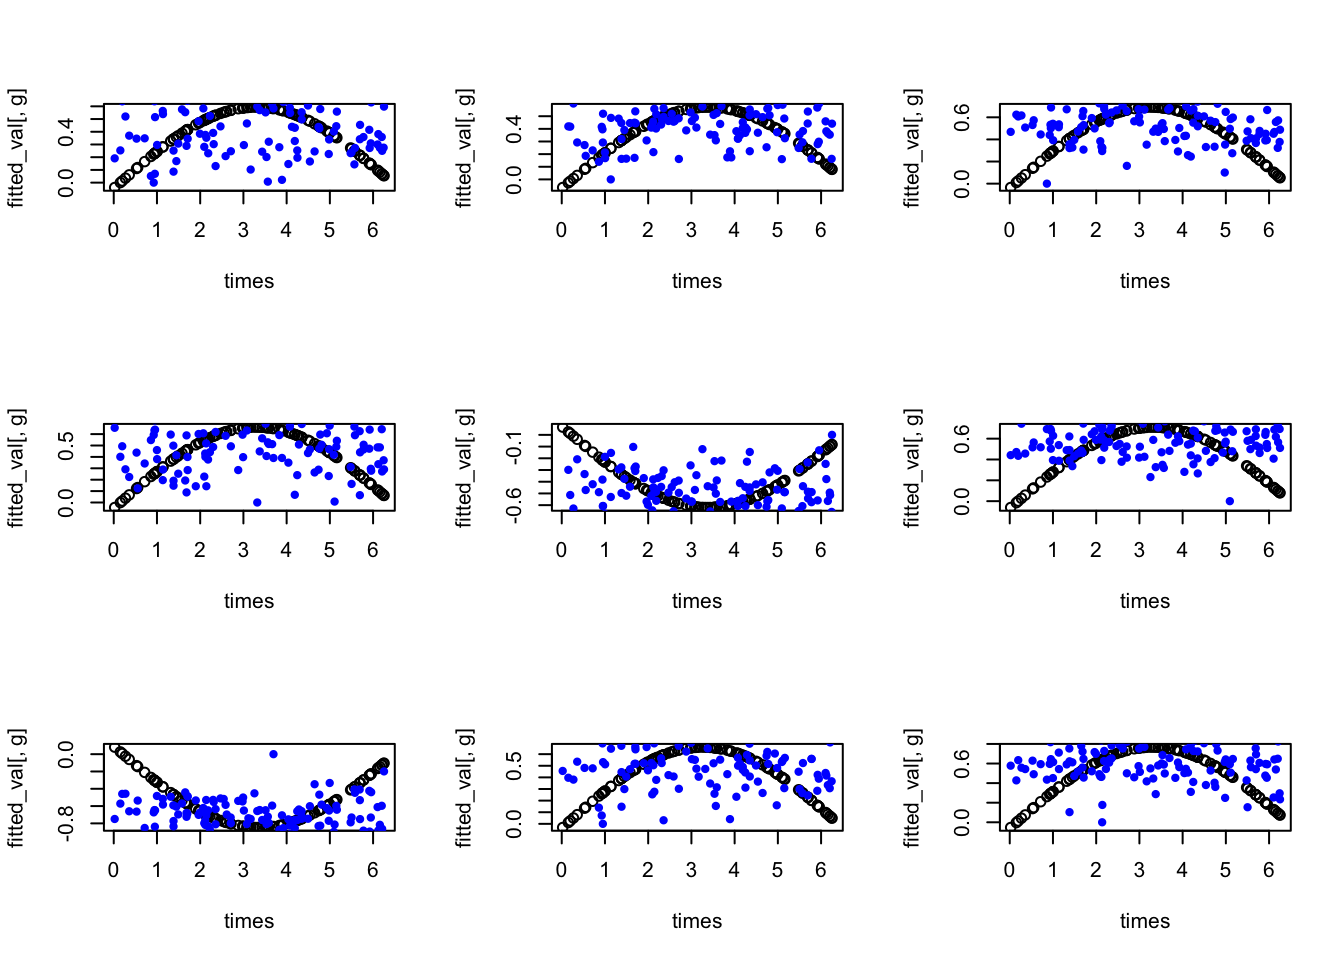 fitted_val[, g]
0.0 0.4
0 1 2 3 4 5 6
times
fitted_val[, g]
0.0 0.4
0 1 2 3 4 5 6
times
fitted_val[, g]
0.0 0.6
0 1 2 3 4 5 6
times
fitted_val[, g]
0.0 0.5
0 1 2 3 4 5 6
times
fitted_val[, g]
-0.6 -0.1
0 1 2 3 4 5 6
times
fitted_val[, g]
0.0 0.6
0 1 2 3 4 5 6
times
fitted_val[, g]
-0.8 0.0
0 1 2 3 4 5 6
times
fitted_val[, g]
0.0 0.5
0 1 2 3 4 5 6
times
fitted_val[, g]
0.0 0.6
0 1 2 3 4 5 6
times